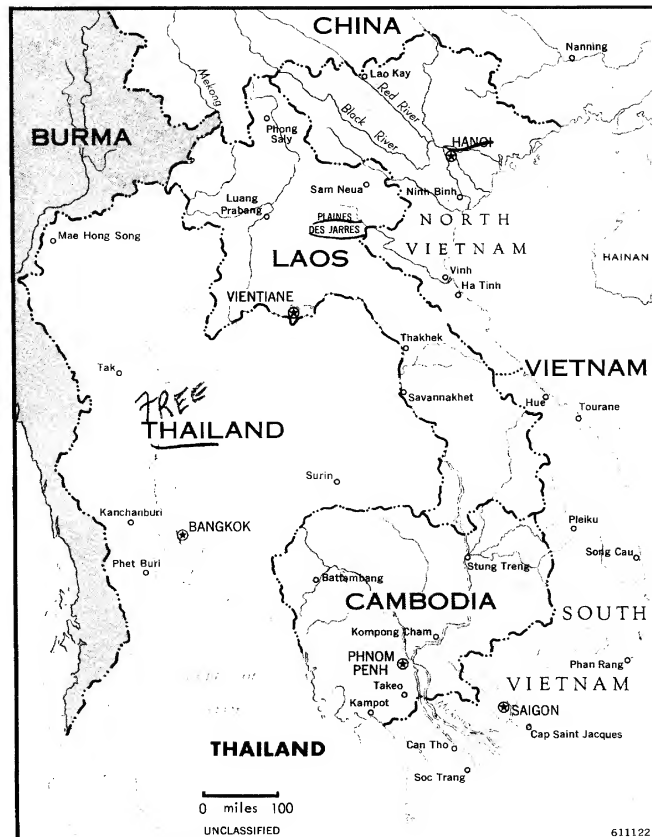 CHINA
Nanning
Lao Kay
Mekong
Red River
Black River
BURMA
Phong Saly
HANOI
Sam Neua
Ninh Binh
Luang Prabang
NORTH VIETNAM
PLAINES DES JARRES
Mae Hong Song
LAOS
HAINAN
Vinh
Ha Tinh
VIENTIANE
Thakhek
VIETNAM
Tak
Savannakhet
Hue
Tourane
FREE
THAILAND
Surin
Kanchanburi
BANGKOK
Pleiku
Song Cau
Stung Treng
Phet Buri
Battambang
CAMBODIA
SOUTH
Kompong Cham
PHNOM PENH
Phan Rang
Takeo
VIETNAM
Kampot
SAIGON
Cap Saint Jacques
THAILAND
Can Tho
Soc Trang
0 miles 100
UNCLASSIFIED
611122